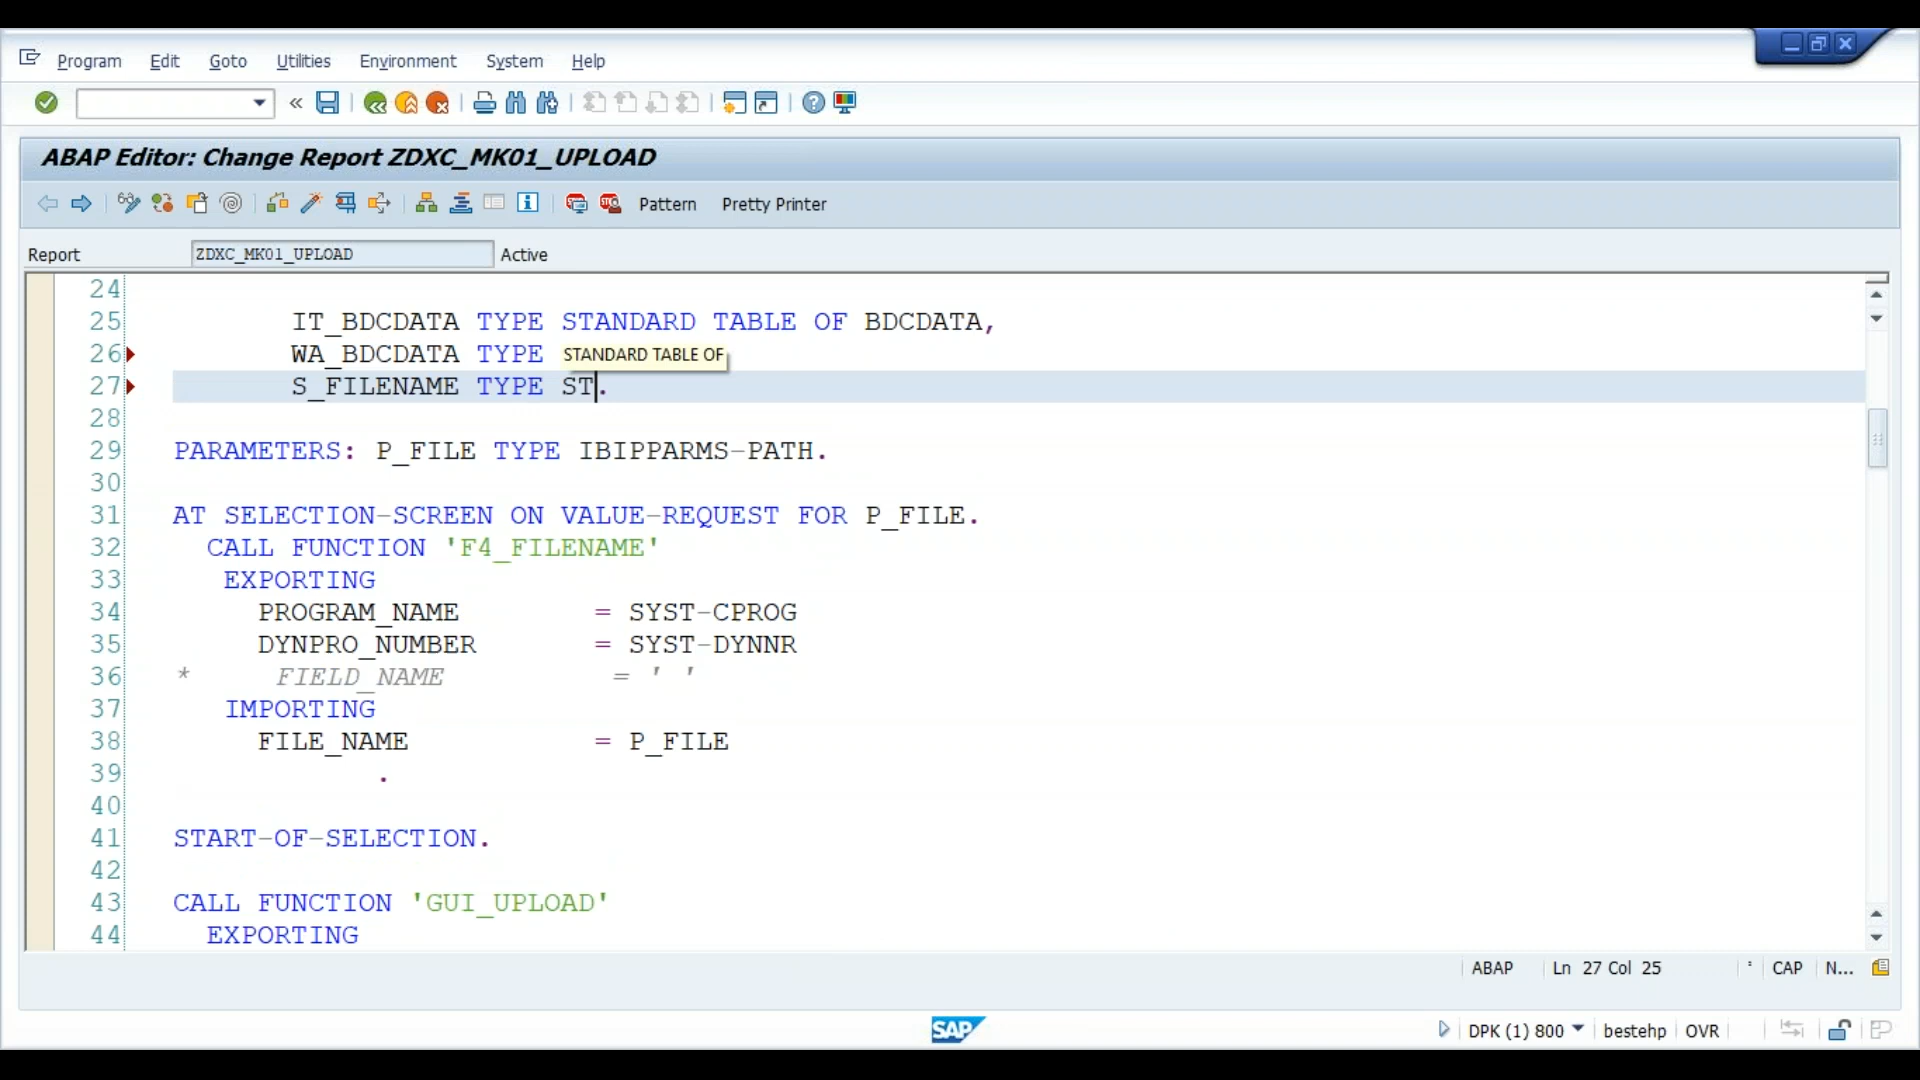 Program Edit Goto Utilities Environment System Help
ABAP Editor: Change Report ZDXC_MK01_UPLOAD
Pattern Pretty Printer
Report ZDXC_MK01_UPLOAD Active
24
25 IT_BDCDATA TYPE STANDARD TABLE OF BDCDATA,
26 WA_BDCDATA TYPE STANDARD TABLE OF
27 S_FILENAME TYPE ST.
28
29 PARAMETERS: P_FILE TYPE IBIPPARMS-PATH.
30
31 AT SELECTION-SCREEN ON VALUE-REQUEST FOR P_FILE.
32 CALL FUNCTION 'F4_FILENAME'
33 EXPORTING
34 PROGRAM_NAME = SYST-CPROG
35 DYNPRO_NUMBER = SYST-DYNNR
36 * FIELD_NAME = ' '
37 IMPORTING
38 FILE_NAME = P_FILE
39 .
40
41 START-OF-SELECTION.
42
43 CALL FUNCTION 'GUI_UPLOAD'
44 EXPORTING
ABAP Ln 27 Col 25 CAP N...
SAP DPK (1) 800 bestehp OVR